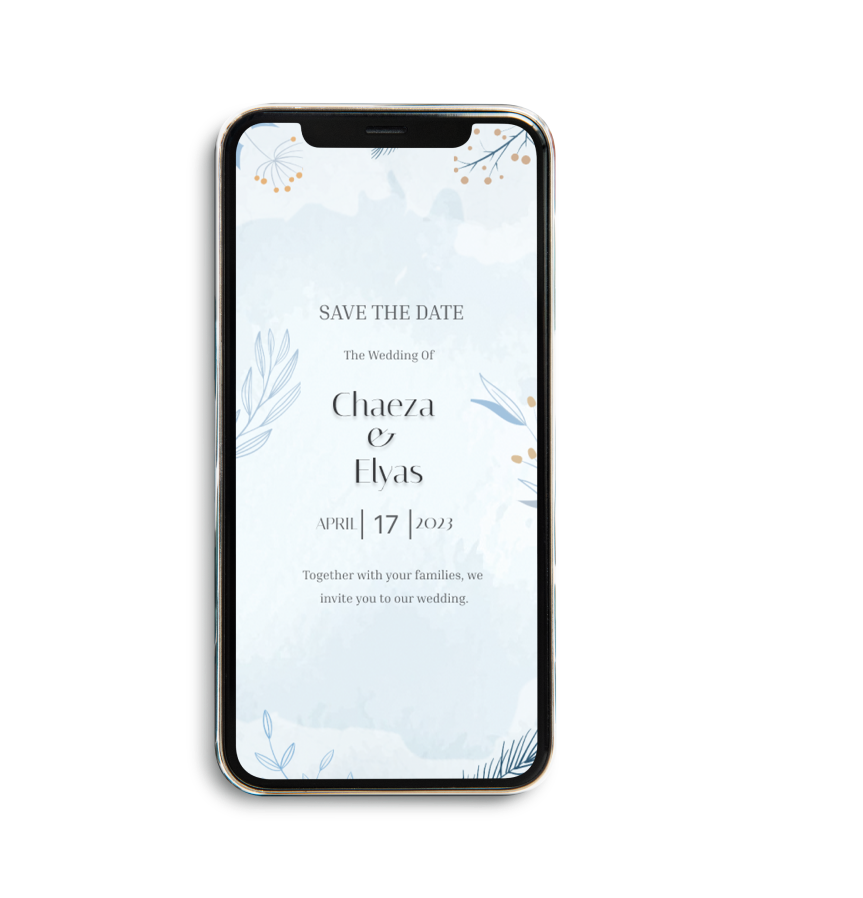 SAVE THE DATE
The Wedding Of
Chaeza
&
Elyas
APRIL| 17 |2023
Together with your families, we
invite you to our wedding.